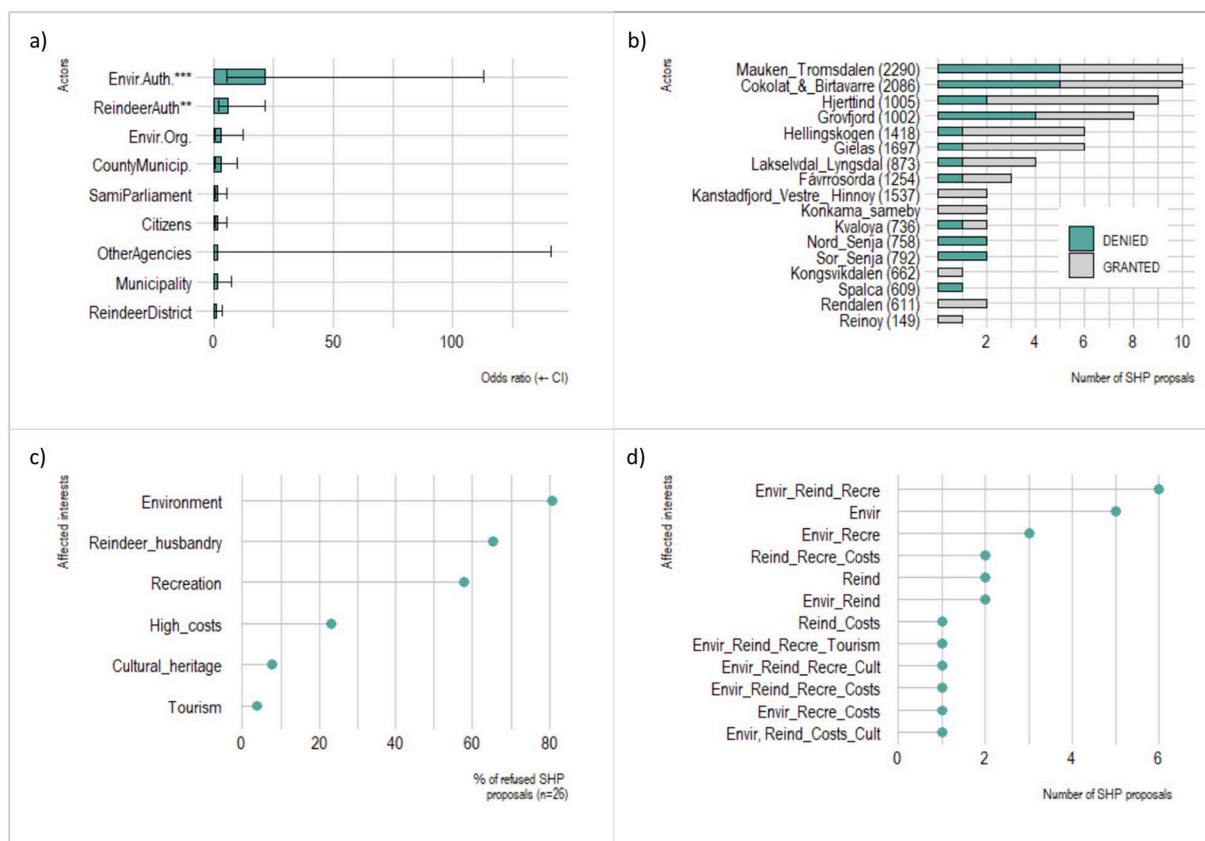 a)
Actors
Envir.Auth.***
ReindeerAuth**
Envir.Org.
CountyMunicip.
SamiParliament
Citizens
OtherAgencies
Municipality
ReindeerDistrict
0 50 100
Odds ratio (+- CI)
b)
Actors
Mauken_Tromsdalen (2290)
Cokolat_&_Birtavarre (2086)
Hjerttind (1005)
Grovfjord (1002)
Hellingskogen (1418)
Gielas (1697)
Lakselvdal_Lyngsdal (873)
Fávrrosorda (1254)
Kanstadfjord_Vestre_Hinnoy (1537)
Konkama_sameby
Kvaloya (736)
Nord_Senja (758)
Sor_Senja (792)
Kongsvikdalen (662)
Spalca (609)
Rendalen (611)
Reinoy (149)
DENIED
GRANTED
2 4 6 8 10
Number of SHP propsals
c)
Affected interests
Environment
Reindeer_husbandry
Recreation
High_costs
Cultural_heritage
Tourism
0 20 40 60 80
% of refused SHP
proposals (n=26)
d)
Affected interests
Envir_Reind_Recre
Envir
Envir_Recre
Reind_Recre_Costs
Reind
Envir_Reind
Reind_Costs
Envir_Reind_Recre_Tourism
Envir_Reind_Recre_Cult
Envir_Reind_Recre_Costs
Envir_Recre_Costs
Envir, Reind_Costs_Cult
0 2 4 6
Number of SHP proposals